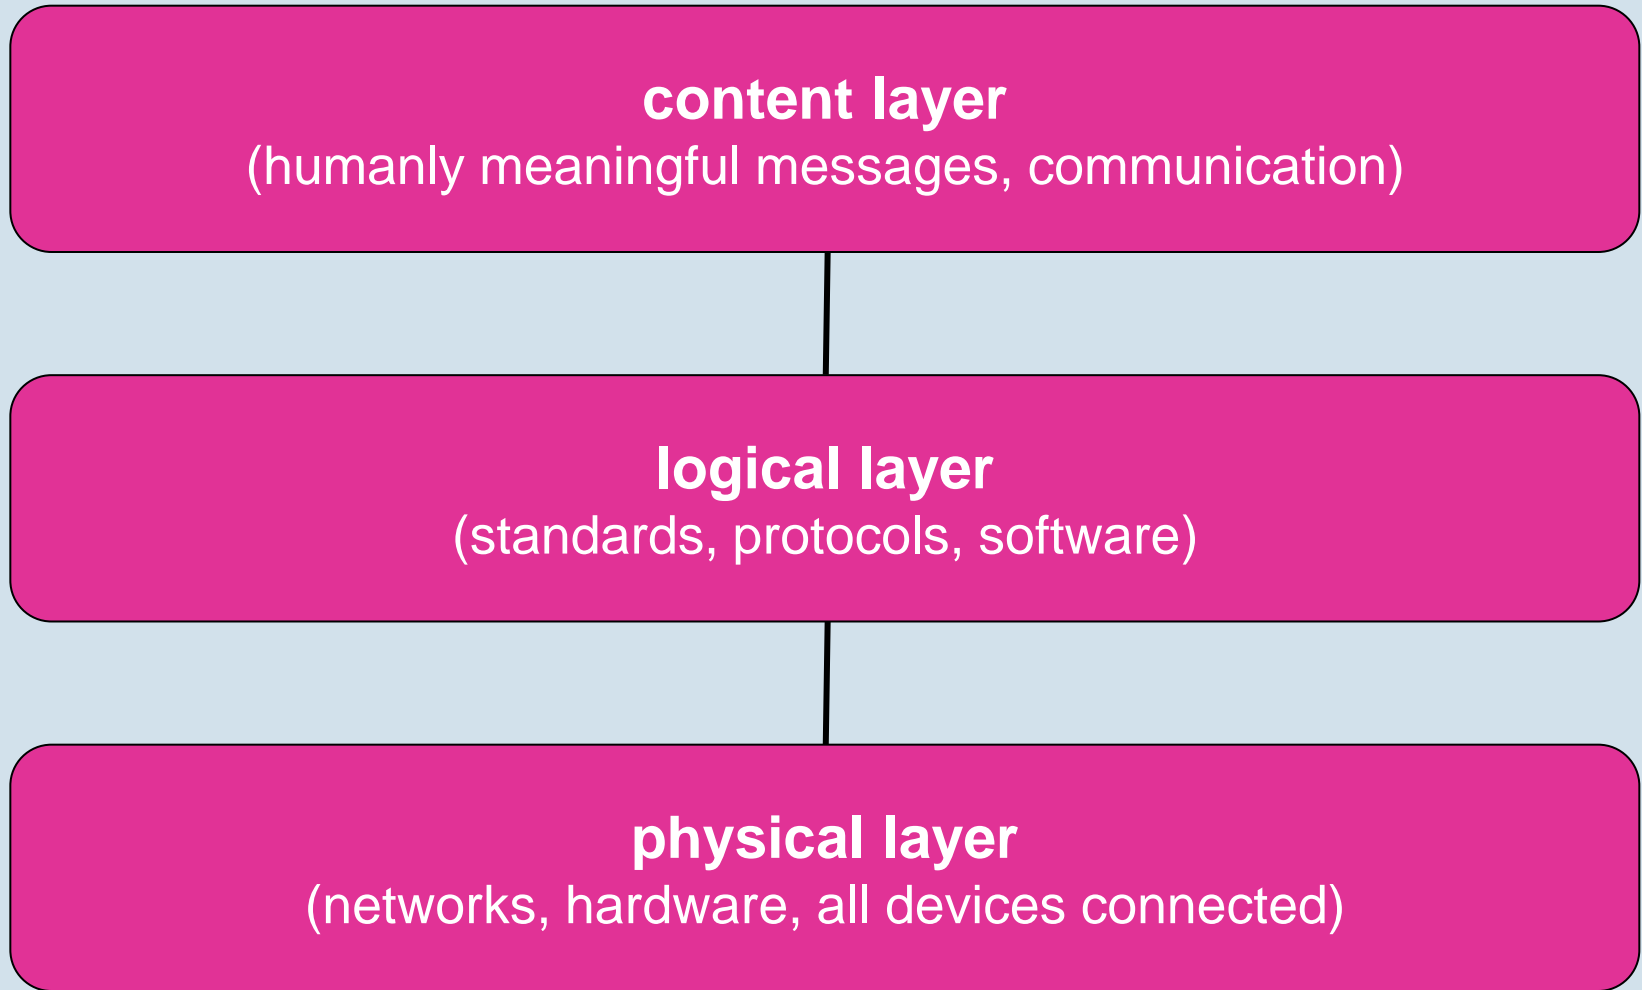 content layer
(humanly meaningful messages, communication)
logical layer
(standards, protocols, software)
physical layer
(networks, hardware, all devices connected)